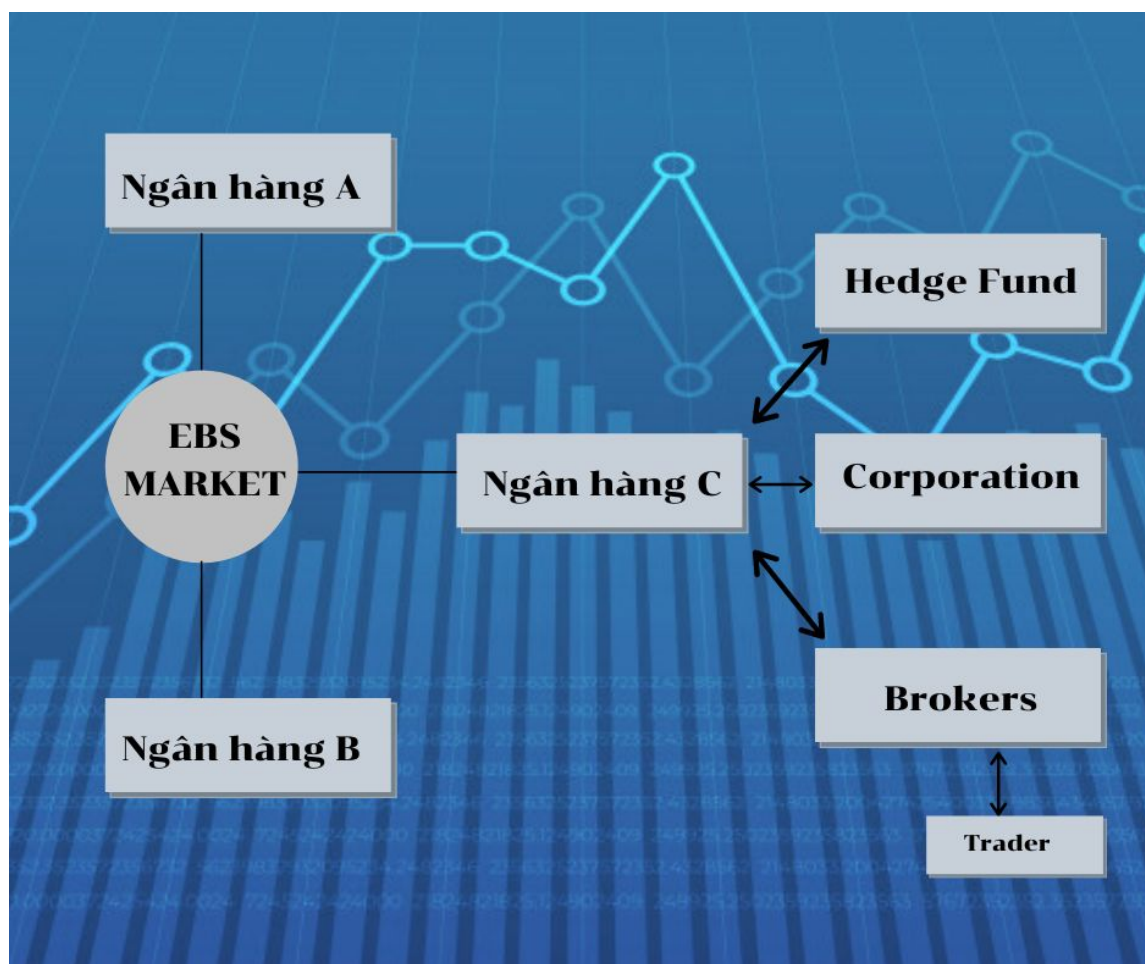 Ngân hàng A
Hedge Fund
EBS
MARKET
Ngân hàng C
Corporation
Ngân hàng B
Brokers
Trader